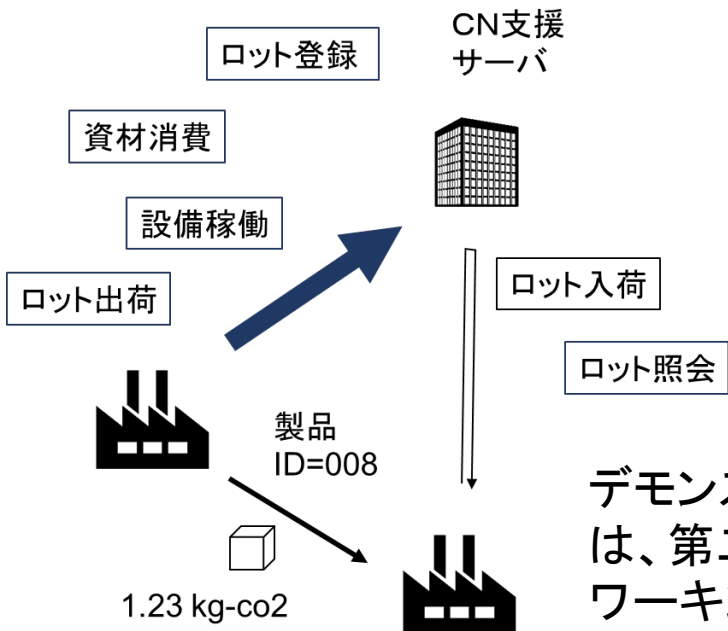 CN支援
サーバ
ロット登録
資材消費
設備稼働
ロット出荷
ロット入荷
ロット照会
製品
ID=008
1.23 kg-co2
デモンス
は、第
ワーキ